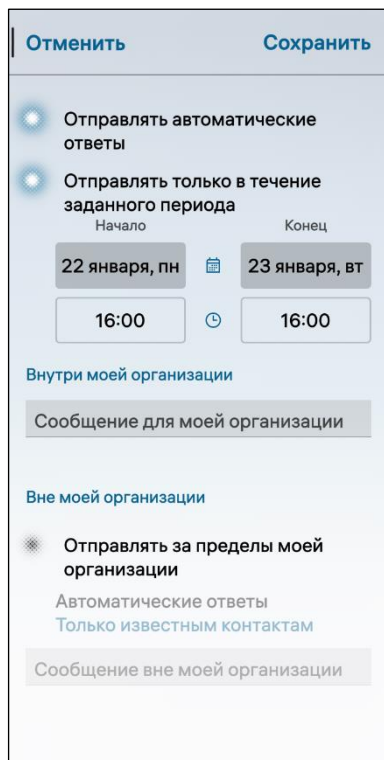 Отменить Сохранить
Отправлять автоматические
ответы
Отправлять только в течение
заданного периода
Начало Конец
22 января, пн 23 января, вт
16:00 16:00
Внутри моей организации
Сообщение для моей организации
Вне моей организации
Отправлять за пределы моей
организации
Автоматические ответы
Только известным контактам
Сообщение вне моей организации